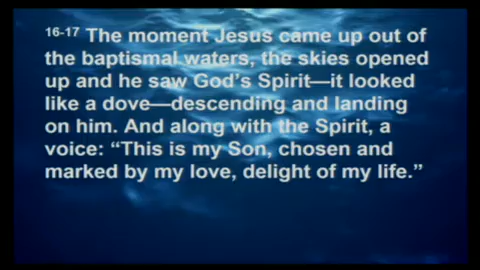 16-17 The moment Jesus came up out of
the baptismal waters, the skies opened
up and he saw God’s Spirit—it looked
like a dove—descending and landing
on him. And along with the Spirit, a
voice: “This is my Son, chosen and
marked by my love, delight of my life.”